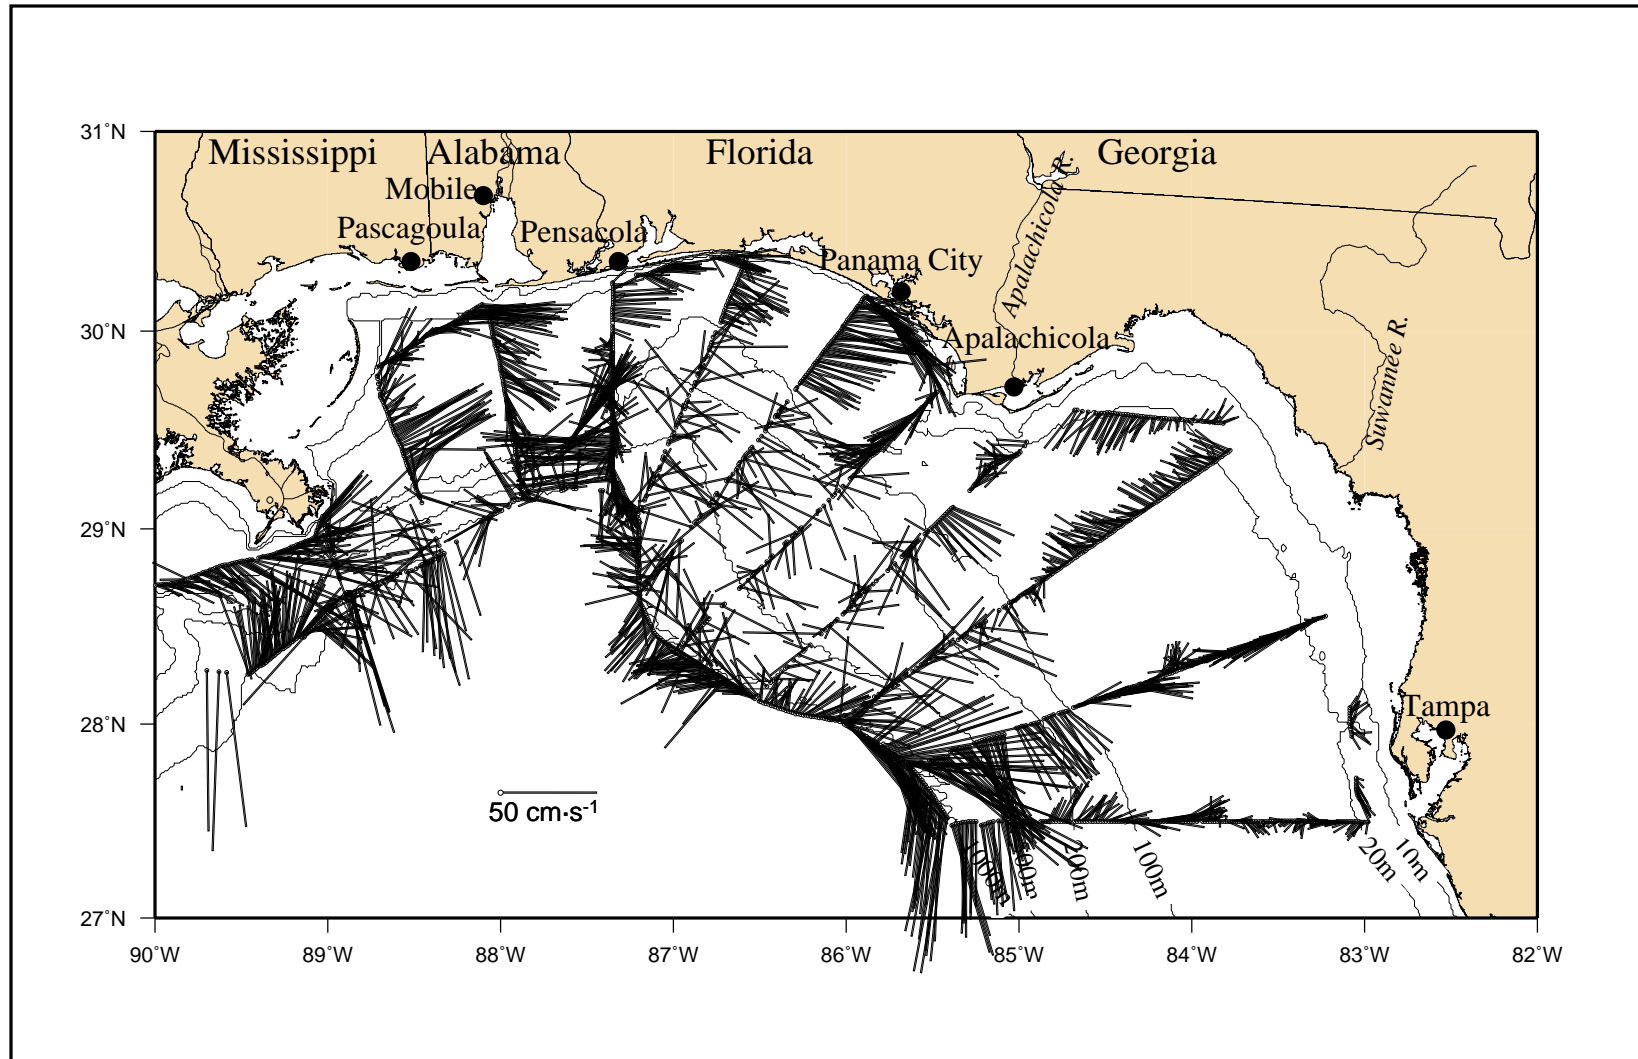 31°N
Mississippi
Alabama
Florida
Georgia
Mobile
Pascagoula
Pensacola
Panama City
Apalachicola R.
30°N
Apalachicola
Suwannee R.
29°N
28°N
Tampa
50 cm·s⁻¹
1000m
200m
100m
20m
10m
27°N
90°W
89°W
88°W
87°W
86°W
85°W
84°W
83°W
82°W